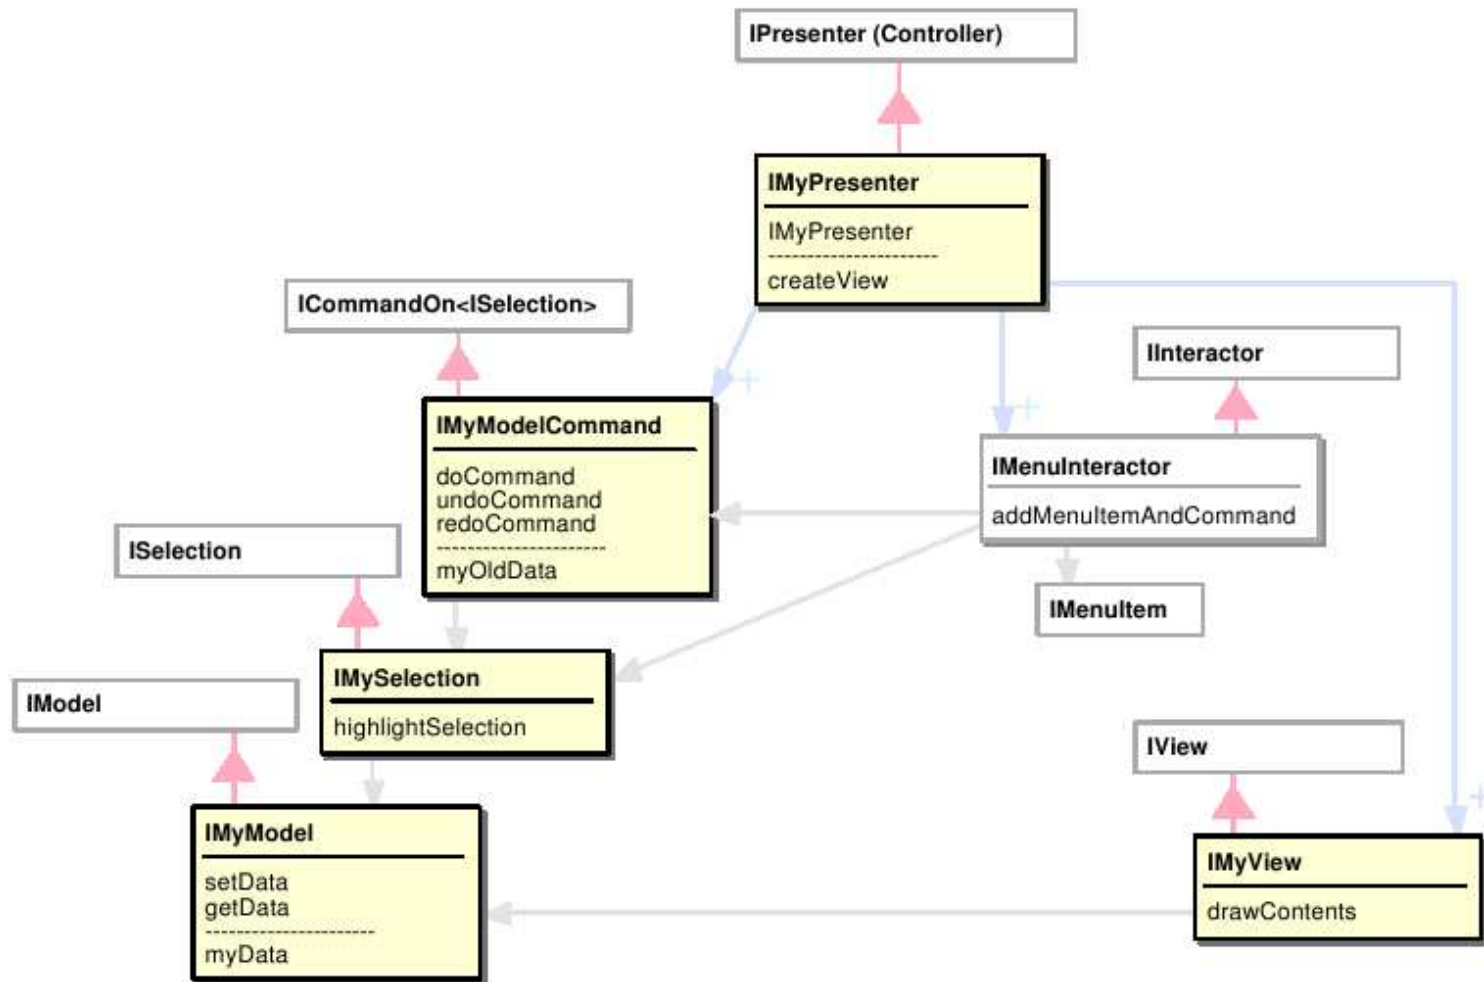 IPresenter (Controller)
IMyPresenter
IMyPresenter
----------------------
createView
ICommandOn<ISelection>
IInteractor
IMyModelCommand
doCommand
undoCommand
redoCommand
----------------------
myOldData
IMenuInteractor
addMenuItemAndCommand
ISelection
IMenuItem
IMySelection
highlightSelection
IModel
IView
IMyModel
setData
getData
----------------------
myData
IMyView
drawContents
+
+
+